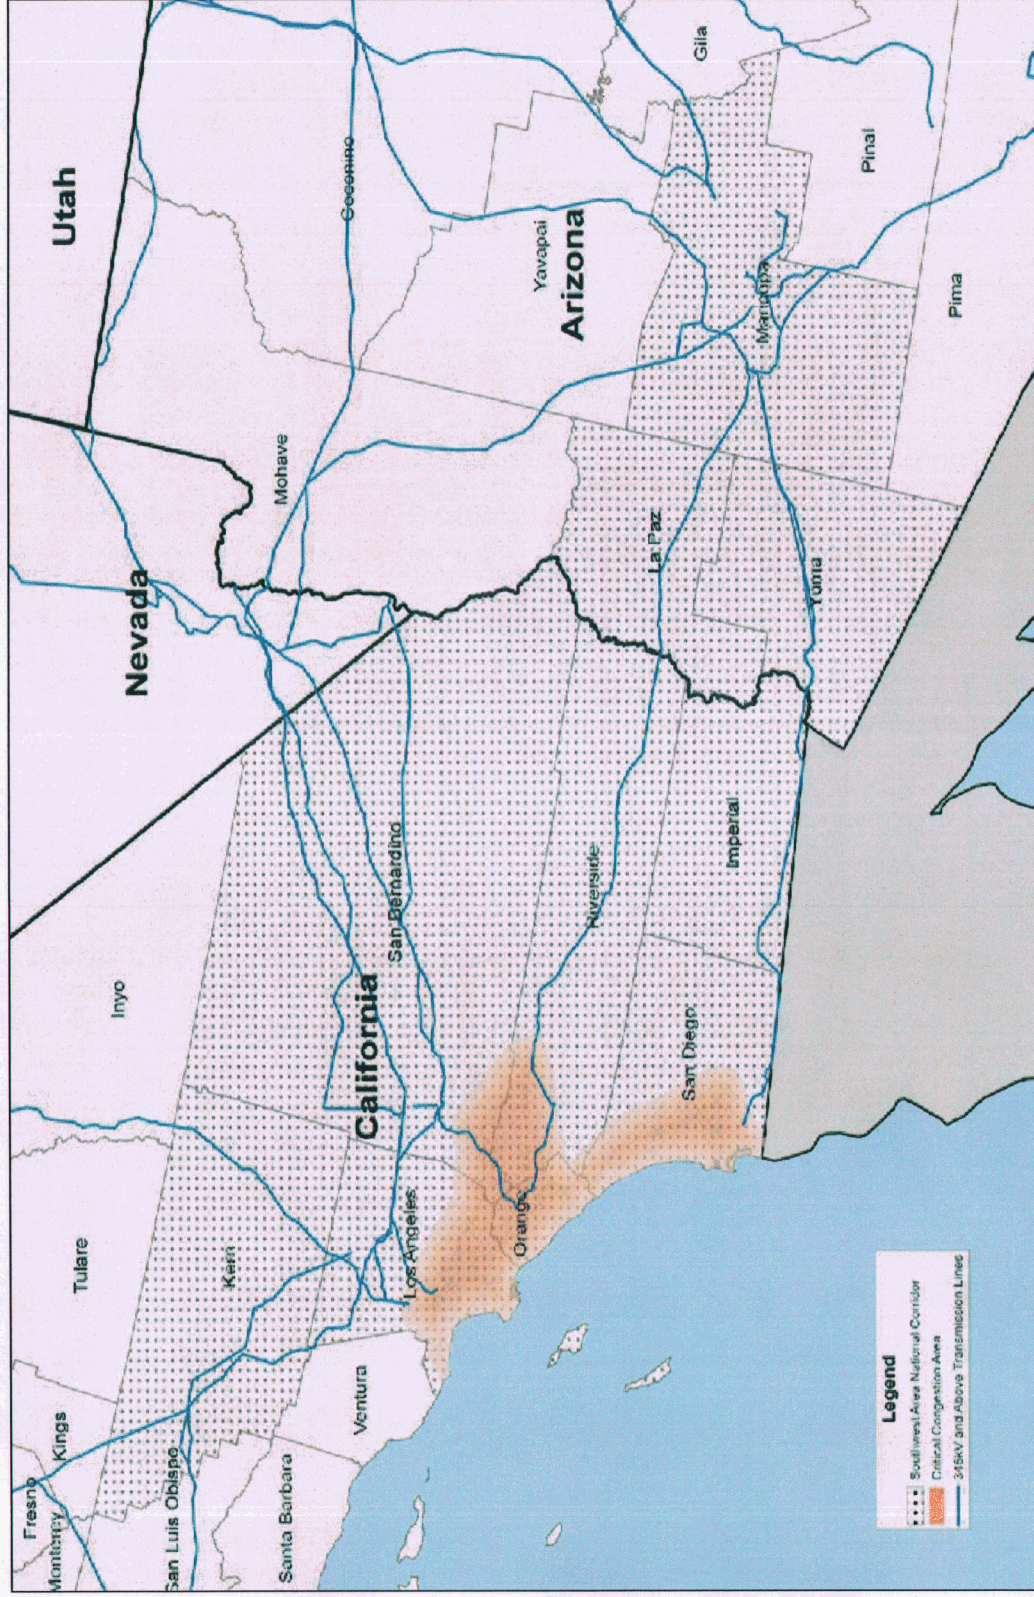 Utah
Nevada
California
Arizona
Fresno
Kings
Monterey
Tulare
Inyo
San Luis Obispo
Kern
Santa Barbara
Ventura
Los Angeles
San Bernardino
Orange
Riverside
San Diego
Imperial
Mohave
Coconino
Yavapai
La Paz
Yuma
Maricopa
Gila
Pinal
Pima
Legend
Southwest Area National Corridor
Critical Congestion Area
345kV and Above Transmission Lines